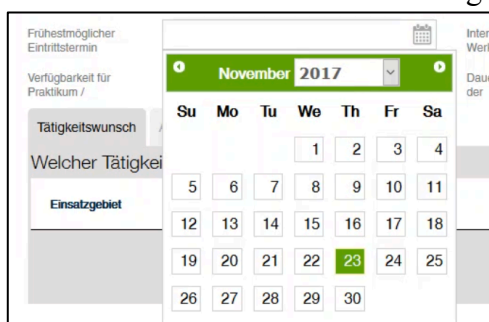 Frühestmöglicher
Eintrittstermin
Inter
Werk
Verfügbarkeit für
Praktikum /
Daue
der
November 2017
Su Mo Tu We Th Fr Sa
1 2 3 4
5 6 7 8 9 10 11
12 13 14 15 16 17 18
19 20 21 22 23 24 25
26 27 28 29 30
Tätigkeitswunsch
Welcher Tätigkei
Einsatzgebiet